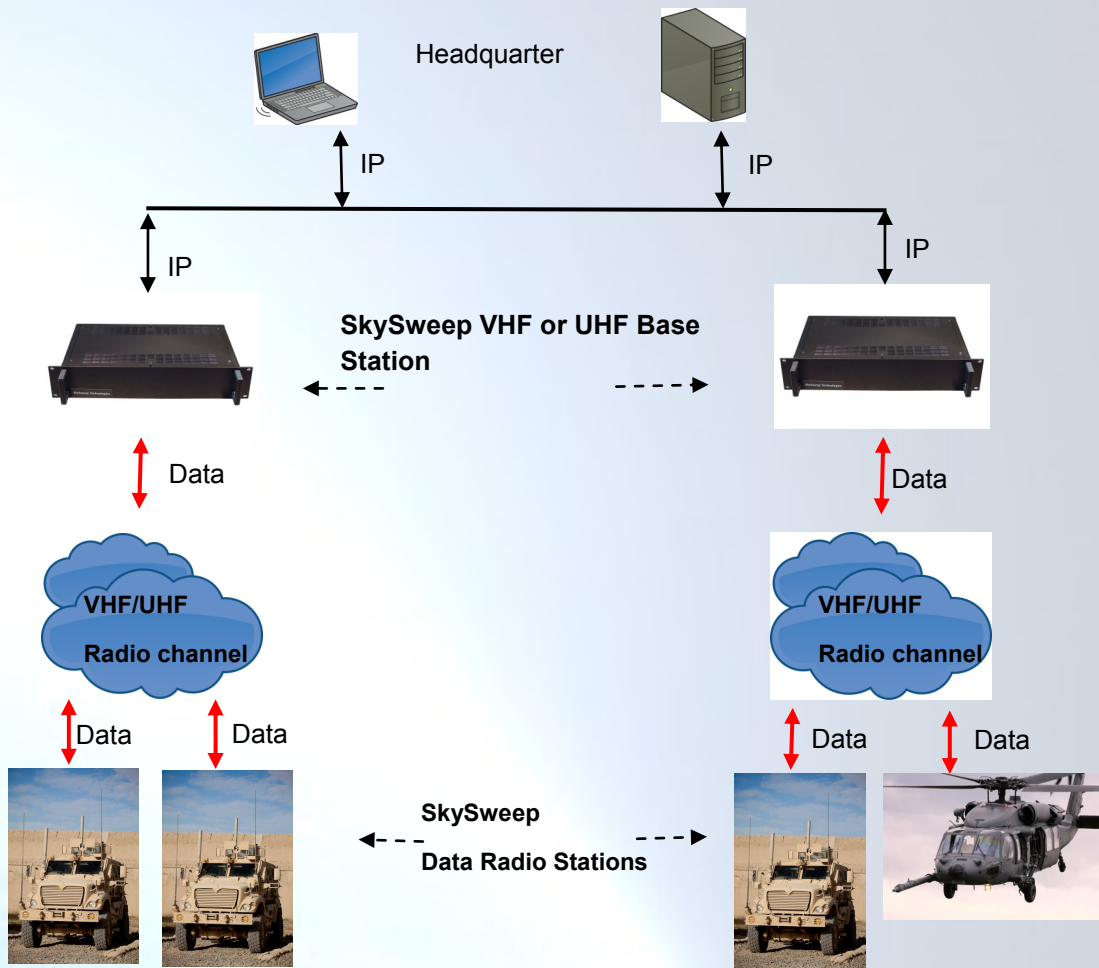 Headquarter
IP
IP
IP
IP
SkySweep VHF or UHF Base
Station
Data
Data
VHF/UHF
Radio channel
VHF/UHF
Radio channel
Data
Data
Data
Data
SkySweep
Data Radio Stations